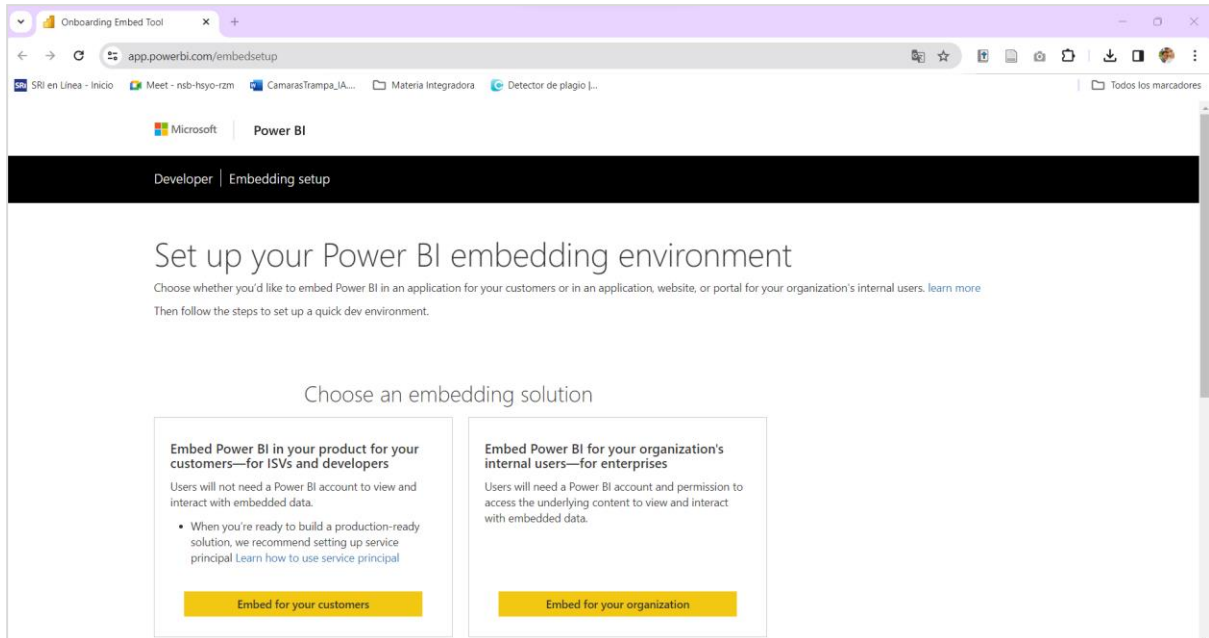 Onboarding Embed Tool
app.powerbi.com/embedsetup
SRi SRI en Línea - Inicio Meet - nsb-hsyo-rzm CamarasTrampa_IA.... Materia Integradora Detector de plagio |... Todos los marcadores
Microsoft Power BI
Developer | Embedding setup
Set up your Power BI embedding environment
Choose whether you'd like to embed Power BI in an application for your customers or in an application, website, or portal for your organization's internal users. learn more
Then follow the steps to set up a quick dev environment.
Choose an embedding solution
Embed Power BI in your product for your
customers—for ISVs and developers
Users will not need a Power BI account to view and
interact with embedded data.
• When you're ready to build a production-ready
solution, we recommend setting up service
principal Learn how to use service principal
Embed for your customers
Embed Power BI for your organization's
internal users—for enterprises
Users will need a Power BI account and permission to
access the underlying content to view and interact
with embedded data.
Embed for your organization